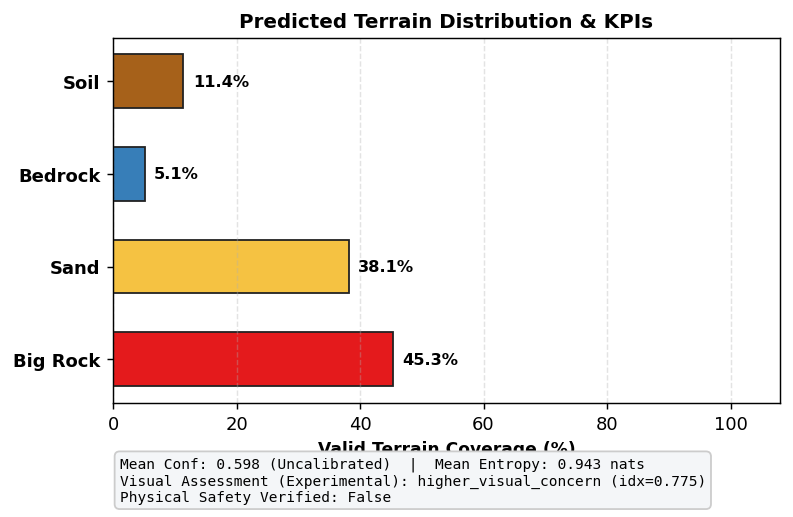 Predicted Terrain Distribution & KPIs
Soil
11.4%
Bedrock
5.1%
Sand
38.1%
Big Rock
45.3%
0 20 40 60 80 100
Valid Terrain Coverage (%)
Mean Conf: 0.598 (Uncalibrated) | Mean Entropy: 0.943 nats
Visual Assessment (Experimental): higher_visual_concern (idx=0.775)
Physical Safety Verified: False